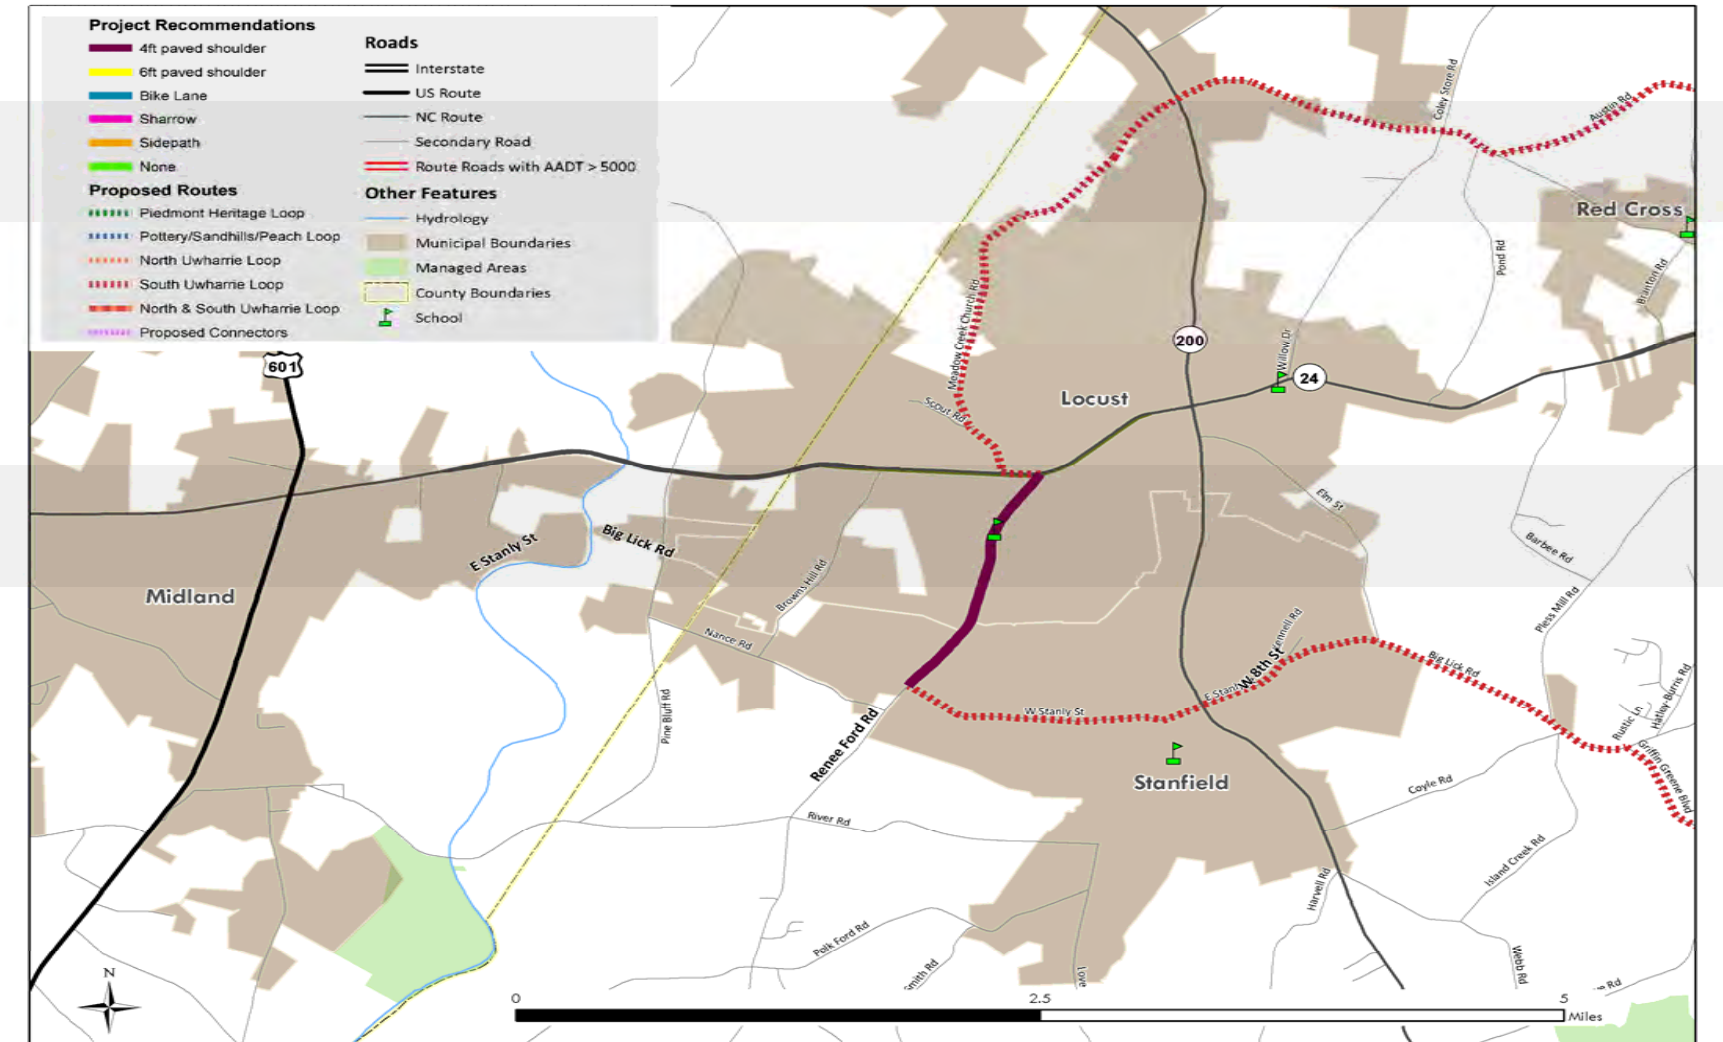 Project Recommendations
4ft paved shoulder
6ft paved shoulder
Bike Lane
Sharrow
Sidepath
None
Proposed Routes
Piedmont Heritage Loop
Pottery/Sandhills/Peach Loop
North Uwharrie Loop
South Uwharrie Loop
North & South Uwharrie Loop
Proposed Connectors
Roads
Interstate
US Route
NC Route
Secondary Road
Route Roads with AADT > 5000
Other Features
Hydrology
Municipal Boundaries
Managed Areas
County Boundaries
School
Coley Store Rd
Austin Rd
Red Cross
Pond Rd
Branton Rd
Meadow Creek Church Rd
200
Willow Dr
24
601
Locust
Scout Rd
Elm St
E Stanly St
Big Lick Rd
Barbee Rd
Midland
Browns Hill Rd
Pless Mill Rd
Nance Rd
W 8th St
Big Lick Rd
Pine Bluff Rd
Renee Ford Rd
W Stanly St
E Stanly
Hatley-Burris Rd
Rustic Ln
Griffin Greene Blvd
Stanfield
Coyle Rd
River Rd
Island Creek Rd
Harvell Rd
Polk Ford Rd
Smith Rd
Love
Webb Rd
Rd
N
0
2.5
5
Miles